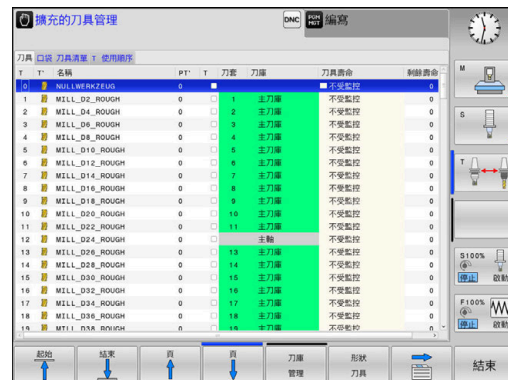 擴充的刀具管理 DNC PGM MGT 編寫
刀具 口袋 刀具清單 T 使用順序
T T' 名稱 PT' T 刀套 刀庫 刀具壽命 剩餘壽命
0 NULLWERKZEUG 0 不受監控 0
1 MILL_D2_ROUGH 0 1 主刀庫 不受監控 0
2 MILL_D4_ROUGH 0 2 主刀庫 不受監控 0
3 MILL_D6_ROUGH 0 3 主刀庫 不受監控 0
4 MILL_D8_ROUGH 0 4 主刀庫 不受監控 0
5 MILL_D10_ROUGH 0 5 主刀庫 不受監控 0
6 MILL_D12_ROUGH 0 6 主刀庫 不受監控 0
7 MILL_D14_ROUGH 0 7 主刀庫 不受監控 0
8 MILL_D16_ROUGH 0 8 主刀庫 不受監控 0
9 MILL_D18_ROUGH 0 9 主刀庫 不受監控 0
10 MILL_D20_ROUGH 0 10 主刀庫 不受監控 0
11 MILL_D22_ROUGH 0 11 主刀庫 不受監控 0
12 MILL_D24_ROUGH 0 主軸 不受監控 0
13 MILL_D26_ROUGH 0 13 主刀庫 不受監控 0
14 MILL_D28_ROUGH 0 14 主刀庫 不受監控 0
15 MILL_D30_ROUGH 0 15 主刀庫 不受監控 0
16 MILL_D32_ROUGH 0 16 主刀庫 不受監控 0
17 MILL_D34_ROUGH 0 17 主刀庫 不受監控 0
18 MILL_D36_ROUGH 0 18 主刀庫 不受監控 0
19 MILL_D38_ROUGH 0 19 主刀庫 不受監控 0
M
S
T
S100%
停止 啟動
F100%
停止 啟動
起始 結束 頁 頁 刀庫 管理 形狀 刀具 結束